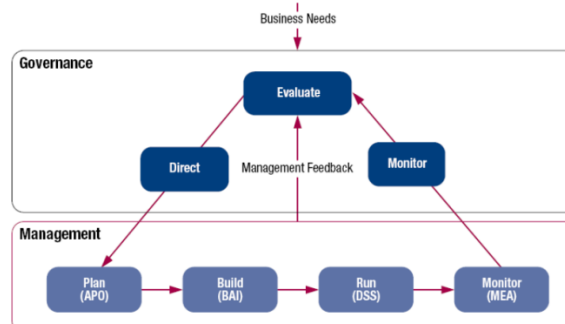 Business Needs
Governance
Evaluate
Direct
Management Feedback
Monitor
Management
Plan
(APO)
Build
(BAI)
Run
(DSS)
Monitor
(MEA)